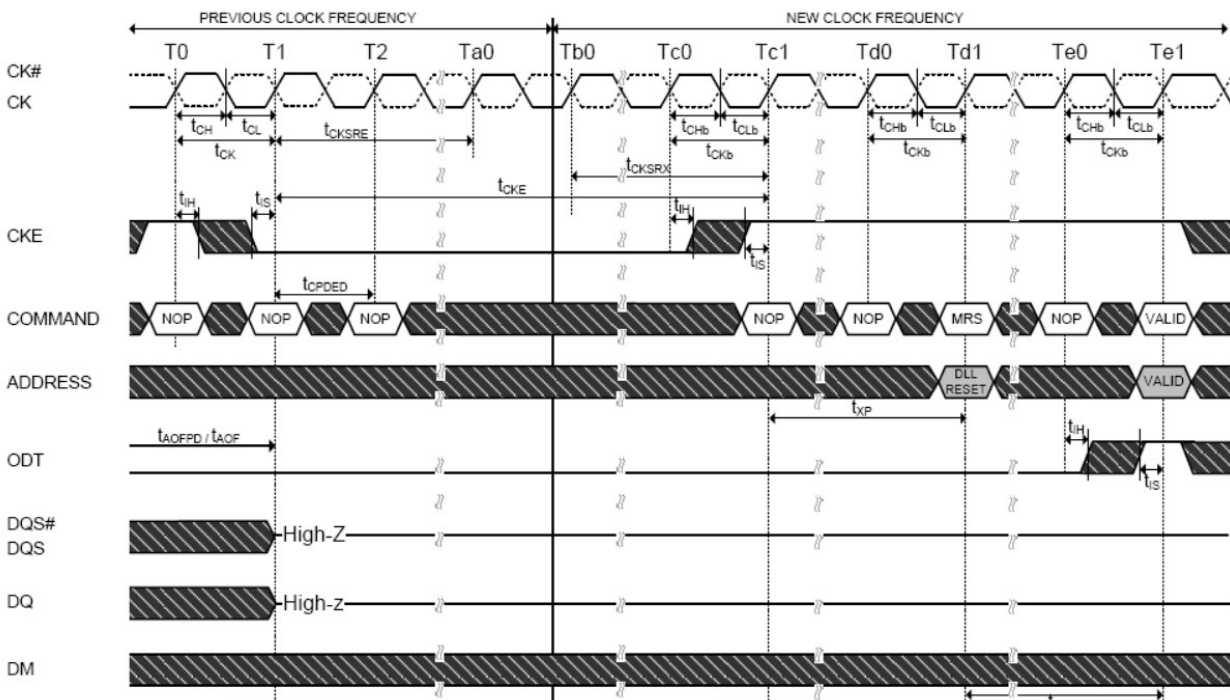 PREVIOUS CLOCK FREQUENCY NEW CLOCK FREQUENCY
T0 T1 T2 Ta0 Tb0 Tc0 Tc1 Td0 Td1 Te0 Te1
CK#
CK
tCH tCL tCKSRE tCHb tCLb tCHb tCLb tCHb tCLb
tCK tCKb tCKb tCKb
tCKSRX
tCKE
tIH tIS tIH
CKE
tIS
tCPDED
COMMAND NOP NOP NOP NOP NOP MRS NOP VALID
ADDRESS DLL RESET VALID
tXP
tAOFPD / tAOF tIH
ODT
tIS
DQS# High-Z
DQS
DQ High-z
DM